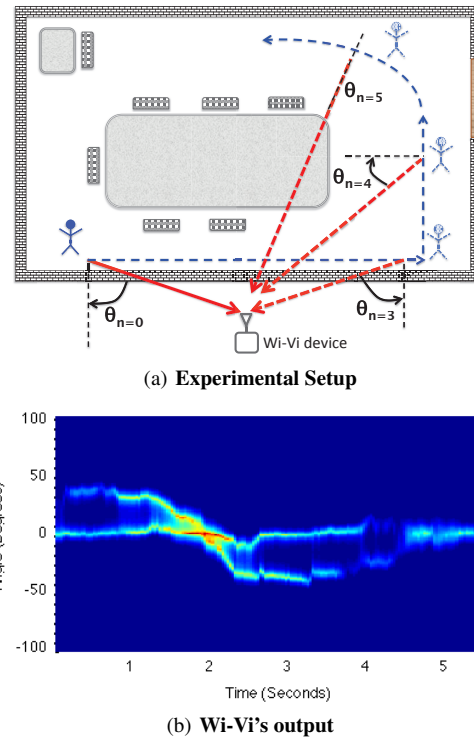 θn=5
θn=4
θn=0
θn=3
Wi-Vi device
(a) Experimental Setup
100
50
0
-50
-100
1 2 3 4 5
Time (Seconds)
(b) Wi-Vi's output